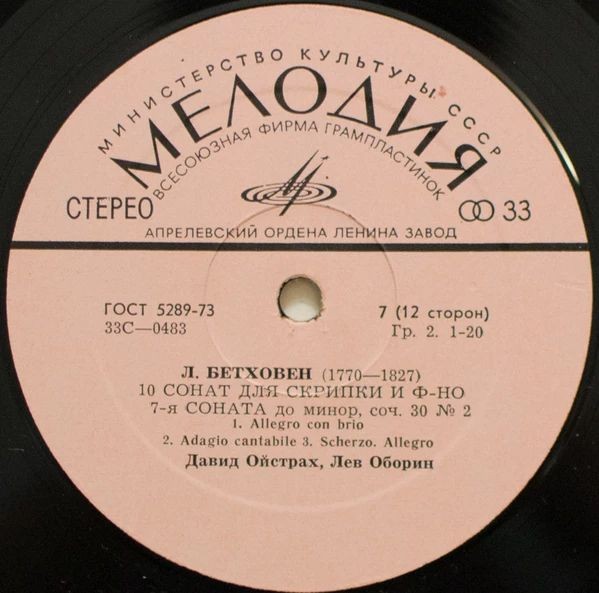 МИНИСТЕРСТВО КУЛЬТУРЫ СССР
МЕЛОДИЯ
ВСЕСОЮЗНАЯ ФИРМА ГРАМПЛАСТИНОК
СТЕРЕО
33
АПРЕЛЕВСКИЙ ОРДЕНА ЛЕНИНА ЗАВОД
ГОСТ 5289-73
33С—0483
7 (12 сторон)
Гр. 2. 1-20
Л. БЕТХОВЕН (1770—1827)
10 СОНАТ ДЛЯ СКРИПКИ И Ф-НО
7-я СОНАТА до минор, соч. 30 № 2
1. Allegro con brio
2. Adagio cantabile 3. Scherzo. Allegro
Давид Ойстрах, Лев Оборин